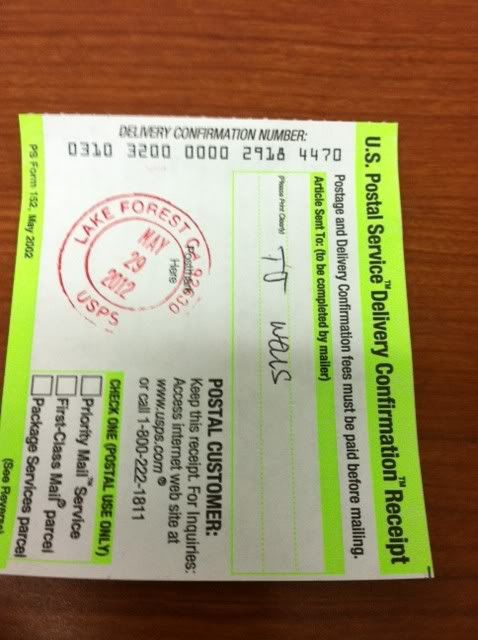 U.S. Postal Service™ Delivery Confirmation™ Receipt
Postage and Delivery Confirmation fees must be paid before mailing.
Article Sent To: (to be completed by mailer)
(Please Print Clearly)
DELIVERY CONFIRMATION NUMBER:
0310 3200 0000 2918 4470
LAKE FOREST CA
MAY
29
2012
USPS
Postmark
Here
POSTAL CUSTOMER:
Keep this receipt. For Inquiries:
Access internet web site at
www.usps.com ®
or call 1-800-222-1811
CHECK ONE (POSTAL USE ONLY)
Priority Mail™ Service
First-Class Mail® parcel
Package Services parcel
(See Reverse)
PS Form 152, May 2002